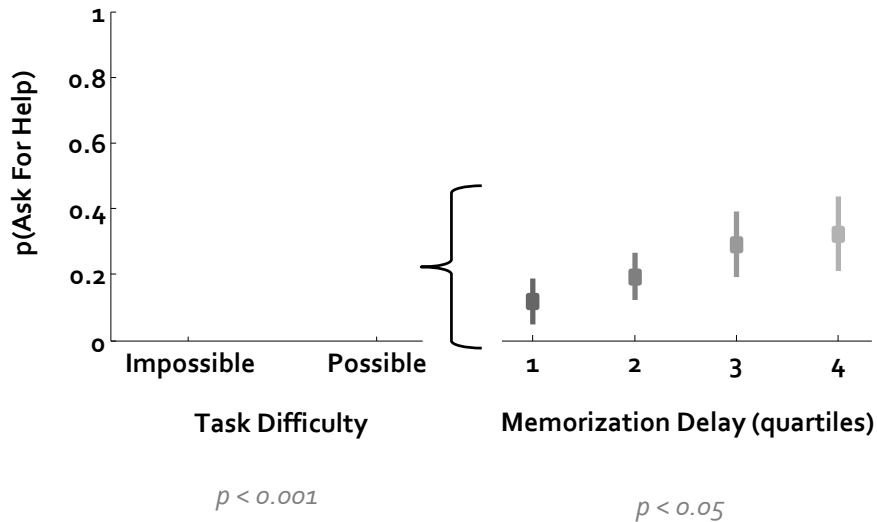 1
0.8
0.6
0.4
0.2
0
p(Ask For Help)
Impossible Possible
Task Difficulty
p < 0.001
1 2 3 4
Memorization Delay (quartiles)
p < 0.05